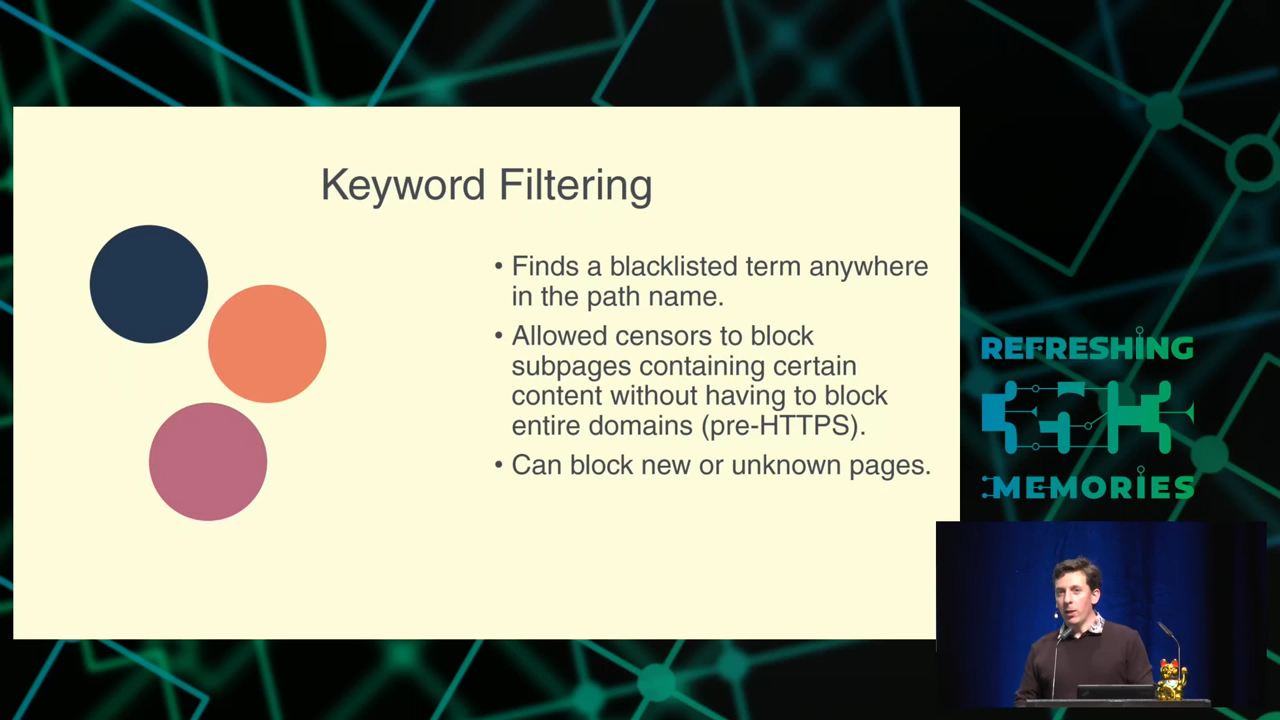 Keyword Filtering
• Finds a blacklisted term anywhere
in the path name.
• Allowed censors to block
subpages containing certain
content without having to block
entire domains (pre-HTTPS).
• Can block new or unknown pages.
REFRESHING
35C3
MEMORIES